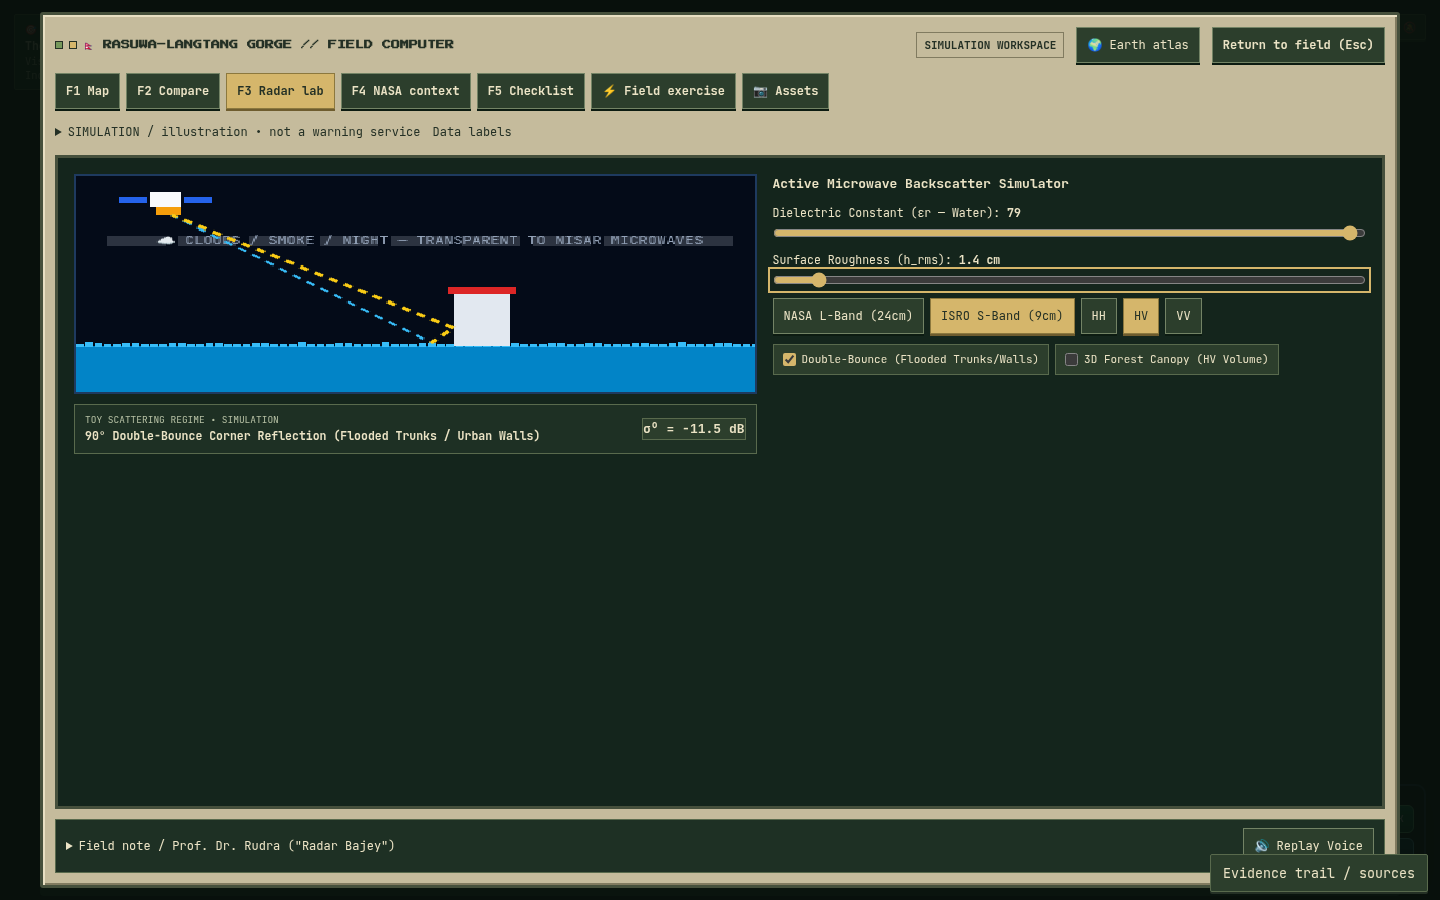 RASUWA-LANGTANG GORGE // FIELD COMPUTER
SIMULATION WORKSPACE
🌍 Earth atlas
Return to field (Esc)
F1 Map
F2 Compare
F3 Radar lab
F4 NASA context
F5 Checklist
⚡ Field exercise
📷 Assets
▶ SIMULATION / illustration • not a warning service Data labels
☁ CLOUDS / SMOKE / NIGHT — TRANSPARENT TO NISAR MICROWAVES
TOY SCATTERING REGIME • SIMULATION
90° Double-Bounce Corner Reflection (Flooded Trunks / Urban Walls)
σ⁰ = -11.5 dB
Active Microwave Backscatter Simulator
Dielectric Constant (εr — Water): 79
Surface Roughness (h_rms): 1.4 cm
NASA L-Band (24cm)
ISRO S-Band (9cm)
HH
HV
VV
Double-Bounce (Flooded Trunks/Walls)
3D Forest Canopy (HV Volume)
▶ Field note / Prof. Dr. Rudra ("Radar Bajey")
🔊 Replay Voice
Evidence trail / sources